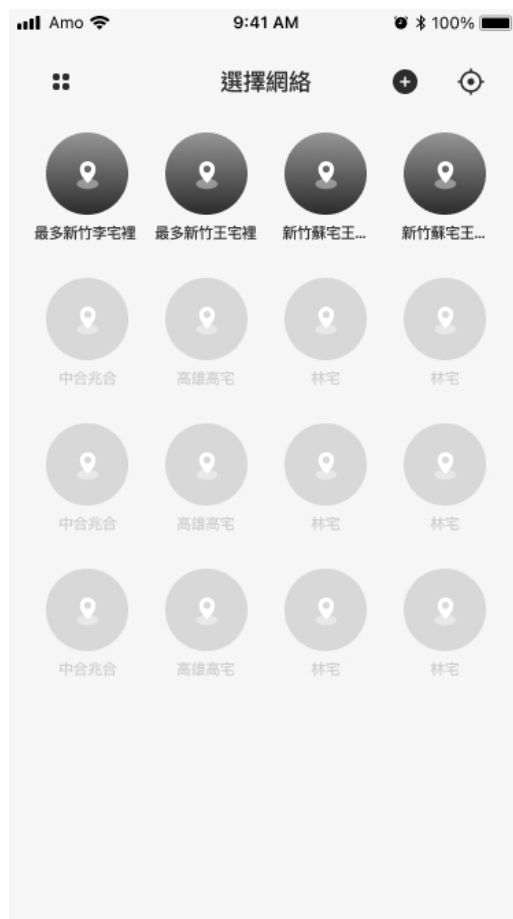 Amo 9:41 AM 100%
選擇網絡
最多新竹李宅裡 最多新竹王宅裡 新竹蘇宅王... 新竹蘇宅王...
中合兆合 高雄高宅 林宅 林宅
中合兆合 高雄高宅 林宅 林宅
中合兆合 高雄高宅 林宅 林宅